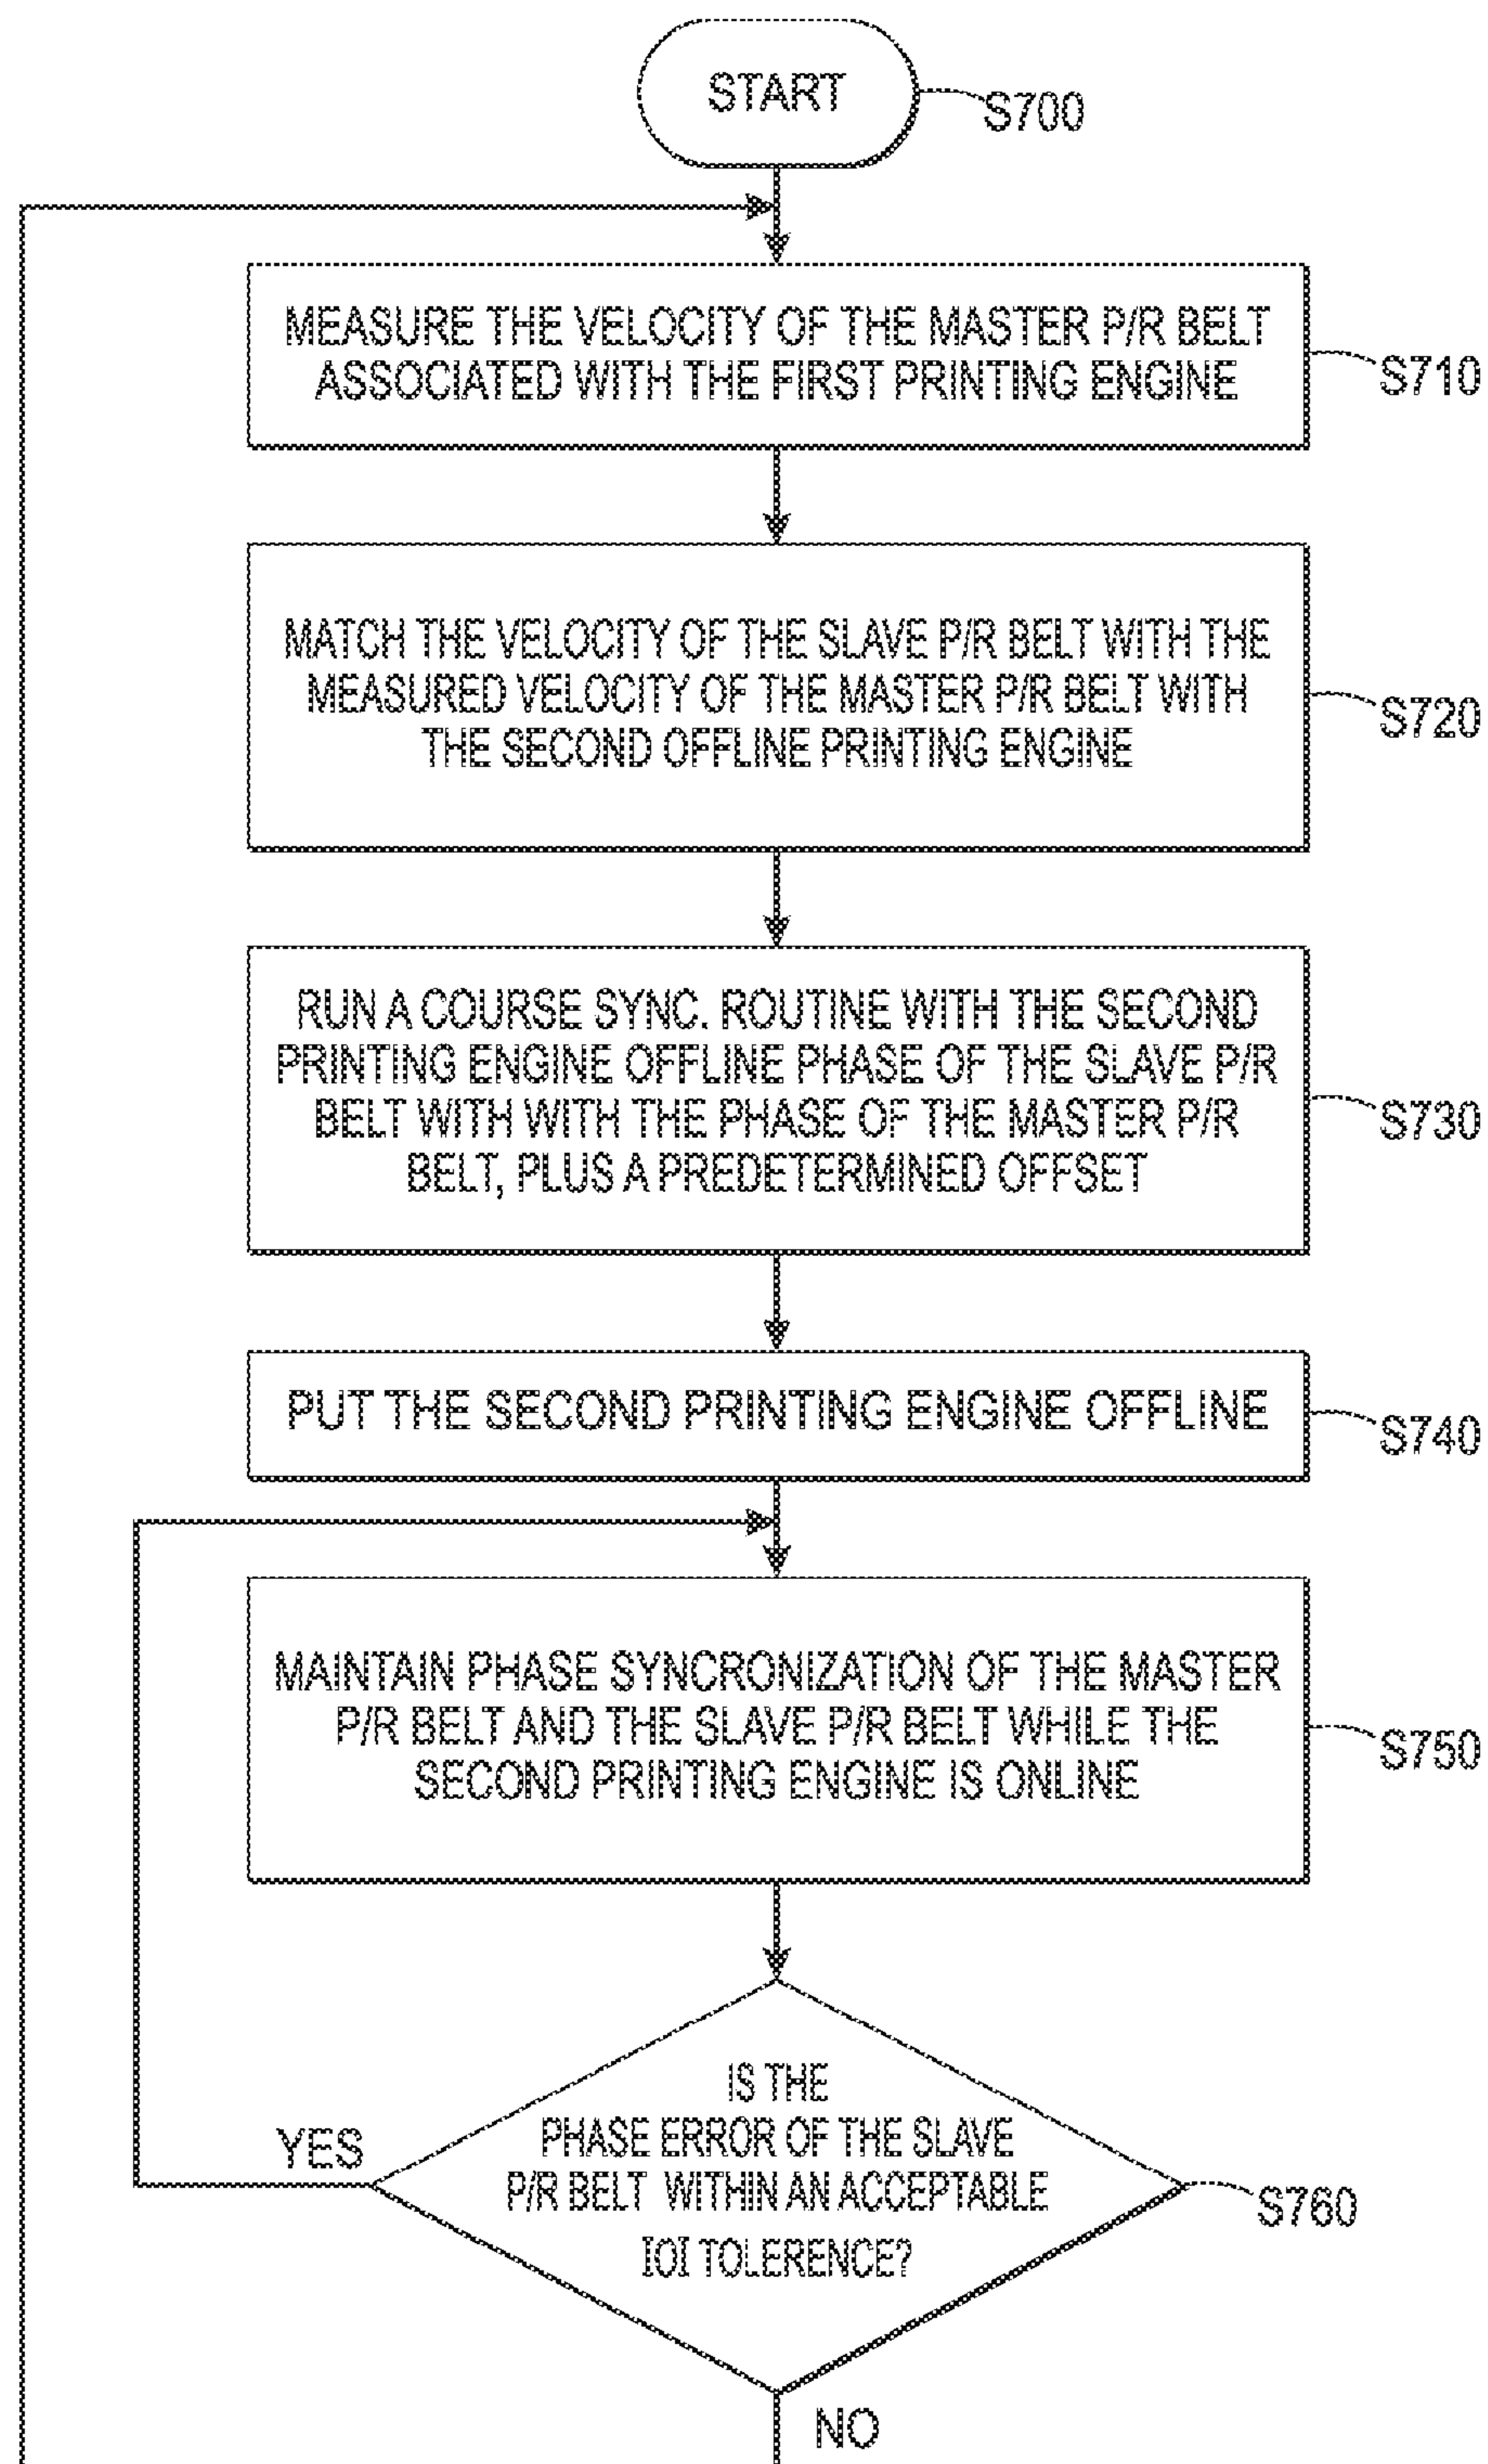 START
S700
MEASURE THE VELOCITY OF THE MASTER P/R BELT
ASSOCIATED WITH THE FIRST PRINTING ENGINE
S710
MATCH THE VELOCITY OF THE SLAVE P/R BELT WITH THE
MEASURED VELOCITY OF THE MASTER P/R BELT WITH
THE SECOND OFFLINE PRINTING ENGINE
S720
RUN A COURSE SYNC. ROUTINE WITH THE SECOND
PRINTING ENGINE OFFLINE PHASE OF THE SLAVE P/R
BELT WITH WITH THE PHASE OF THE MASTER P/R
BELT, PLUS A PREDETERMINED OFFSET
S730
PUT THE SECOND PRINTING ENGINE OFFLINE
S740
MAINTAIN PHASE SYNCRONIZATION OF THE MASTER
P/R BELT AND THE SLAVE P/R BELT WHILE THE
SECOND PRINTING ENGINE IS ONLINE
S750
IS THE
PHASE ERROR OF THE SLAVE
P/R BELT WITHIN AN ACCEPTABLE
IOI TOLERENCE?
YES
S760
NO